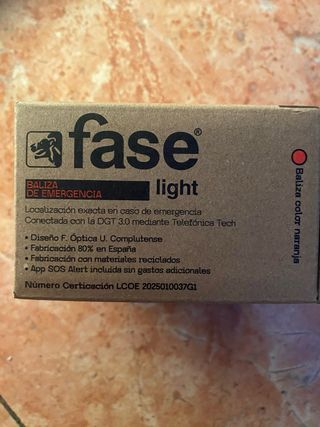 fase®
BALIZA
DE EMERGENCIA
light
Localización exacta en caso de emergencia
Conectada con la DGT 3.0 mediante Telefónica Tech
• Diseño F. Óptica U. Complutense
• Fabricación 80% en España
• Fabricación con materiales reciclados
• App SOS Alert incluida sin gastos adicionales
Número Certicación LCOE 2025010037G1
Baliza color naranja